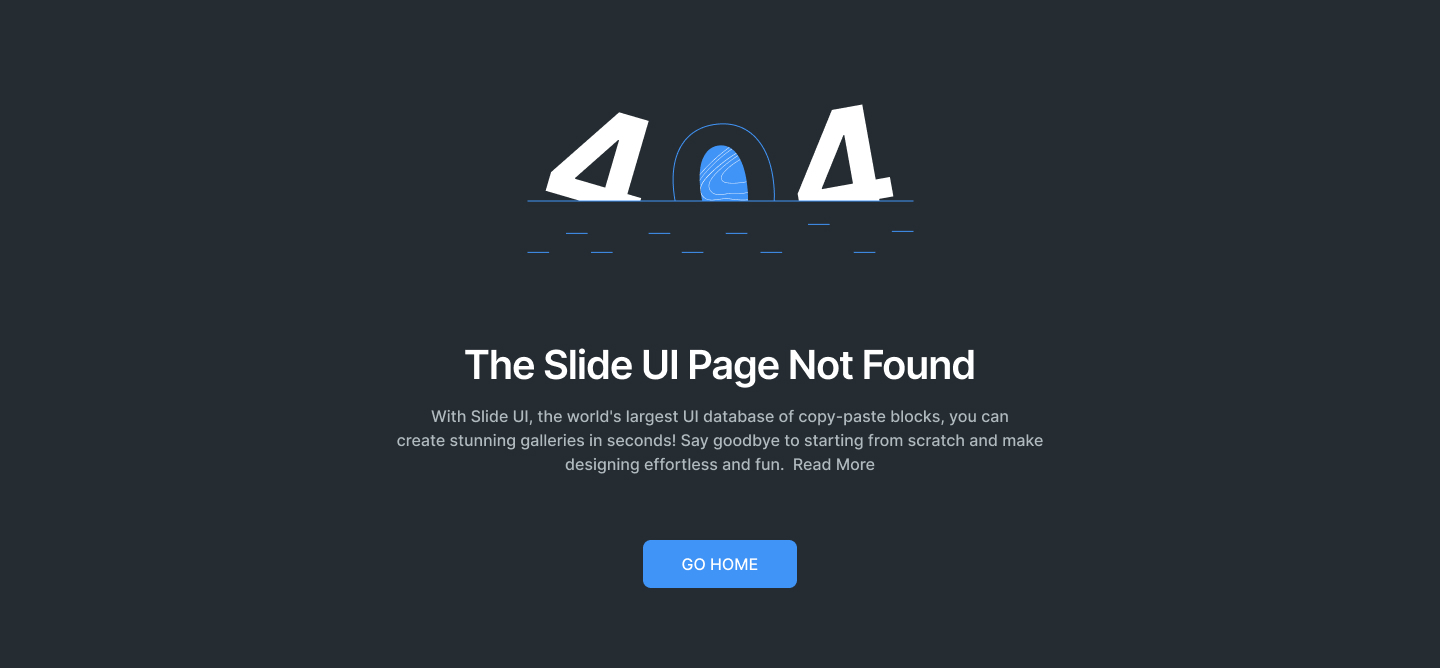 404
The Slide UI Page Not Found
With Slide UI, the world's largest UI database of copy-paste blocks, you can
create stunning galleries in seconds! Say goodbye to starting from scratch and make
designing effortless and fun.  Read More
GO HOME